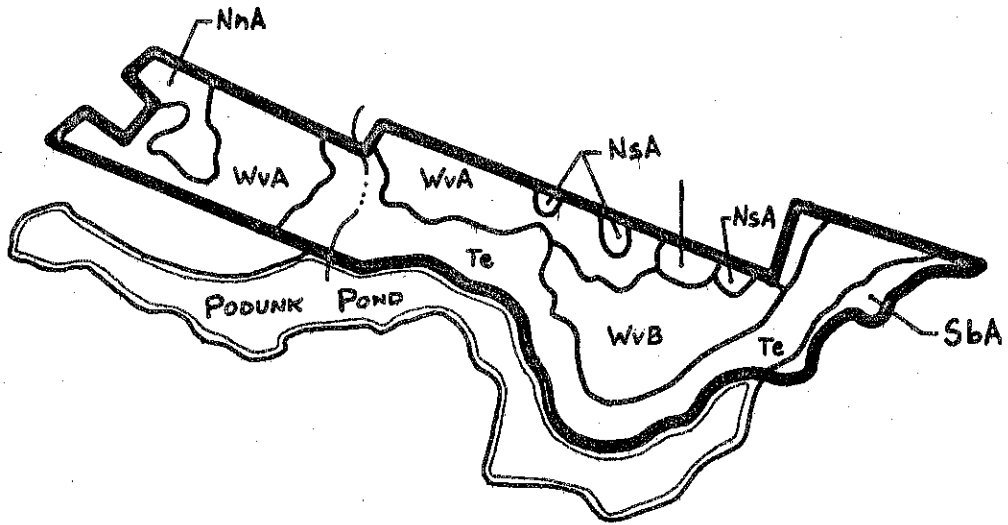 NnA
WvA
WvA
NsA
NsA
Te
PODUNK POND
WvB
Te
SbA